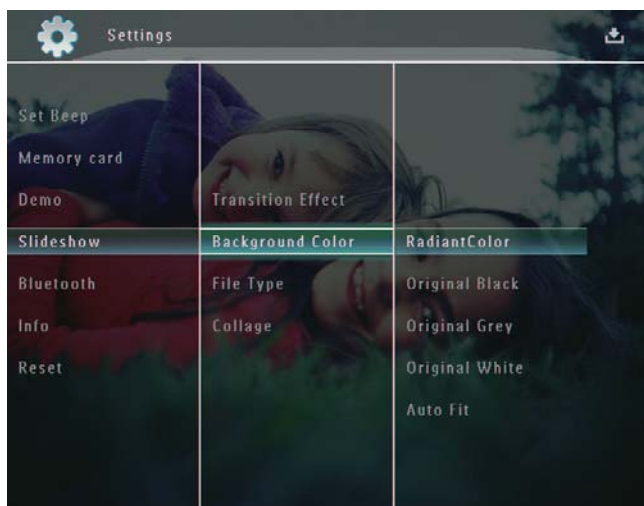 Settings
Set Beep
Memory card
Demo
Slideshow
Bluetooth
Info
Reset
Transition Effect
Background Color
File Type
Collage
RadiantColor
Original Black
Original Grey
Original White
Auto Fit